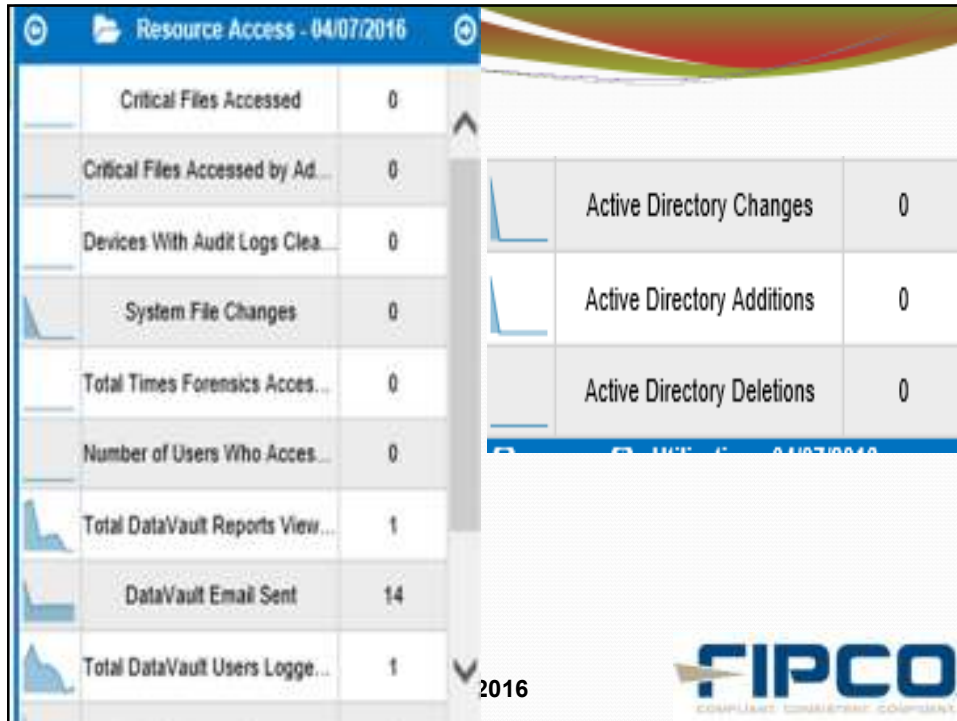 Resource Access - 04/07/2016
Critical Files Accessed 0
Critical Files Accessed by Ad... 0
Devices With Audit Logs Clea... 0
System File Changes 0
Total Times Forensics Acces... 0
Number of Users Who Acces... 0
Total DataVault Reports View... 1
DataVault Email Sent 14
Total DataVault Users Logge... 1
Active Directory Changes 0
Active Directory Additions 0
Active Directory Deletions 0
2016
FIPCO
COMPLIANT. CONSISTENT. CONFIDENT.